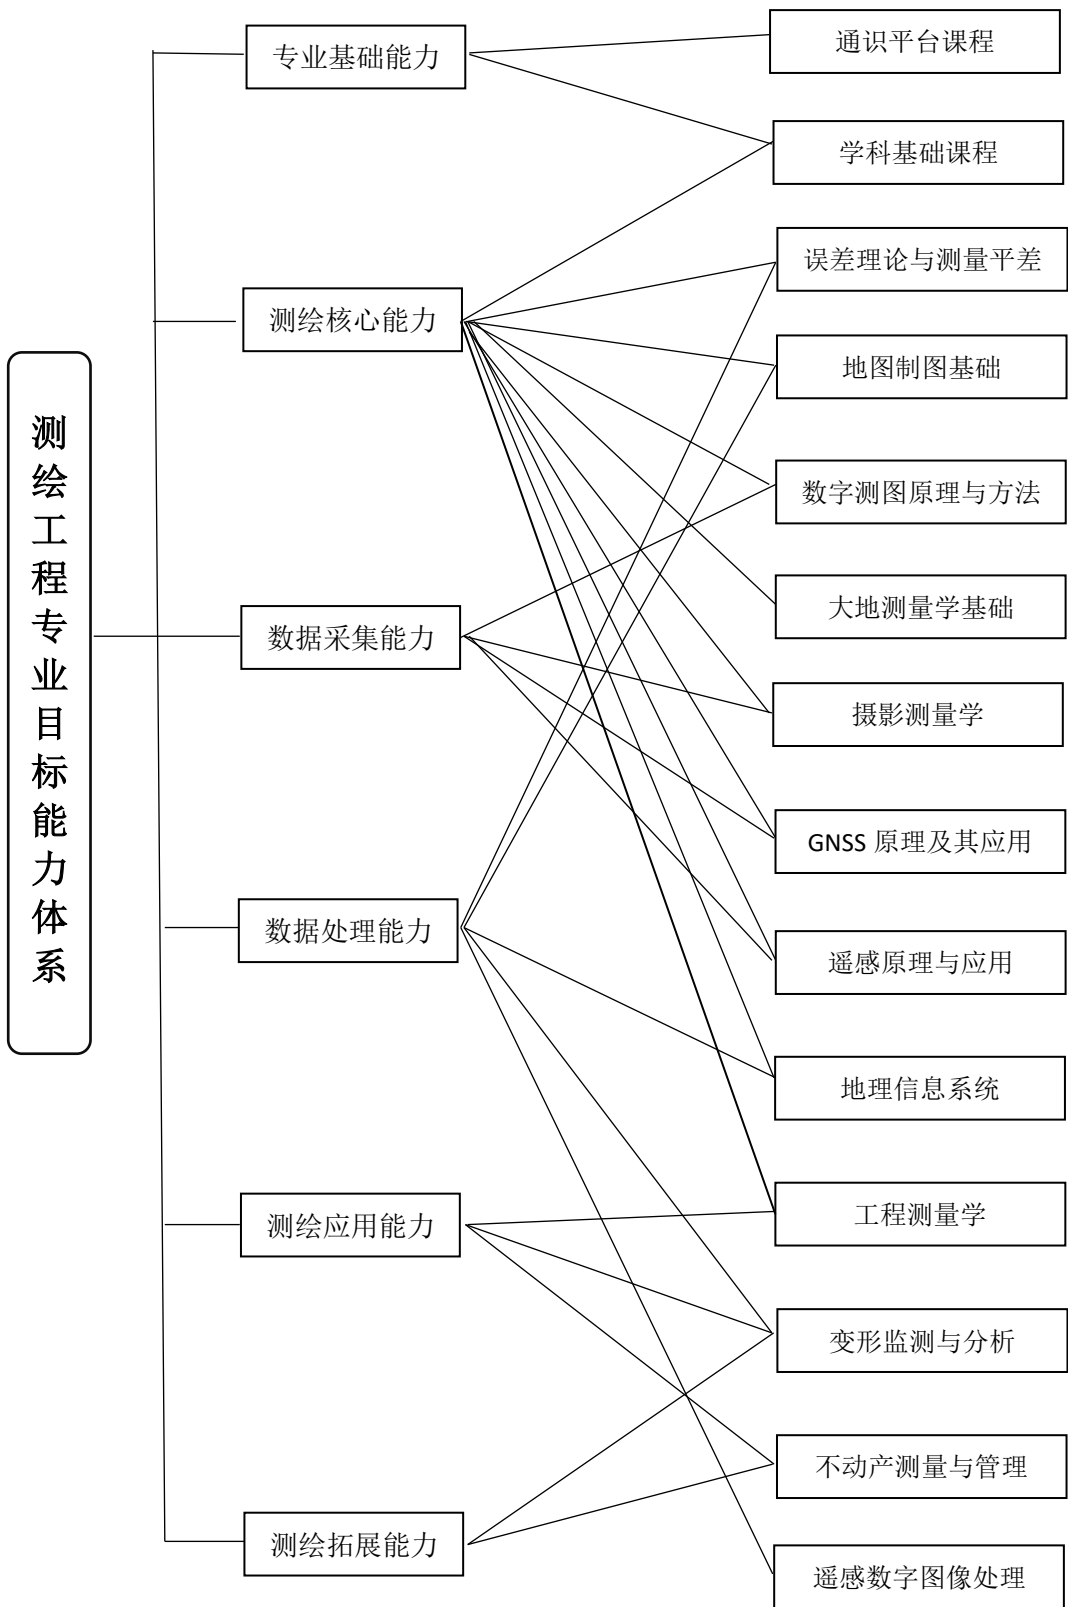 测绘工程专业目标能力体系
专业基础能力
测绘核心能力
数据采集能力
数据处理能力
测绘应用能力
测绘拓展能力
通识平台课程
学科基础课程
误差理论与测量平差
地图制图基础
数字测图原理与方法
大地测量学基础
摄影测量学
GNSS 原理及其应用
遥感原理与应用
地理信息系统
工程测量学
变形监测与分析
不动产测量与管理
遥感数字图像处理